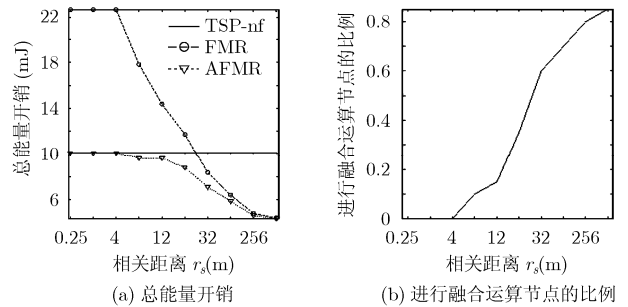 22
18
14
10
6
总能量开销 (mJ)
TSP-nf
FMR
AFMR
0.25 4 32 256
相关距离 rs(m)
(a) 总能量开销
0.8
0.6
0.4
0.2
0
进行融合运算节点的比例
0.25 4 32 256
相关距离 rs(m)
(b) 进行融合运算节点的比例